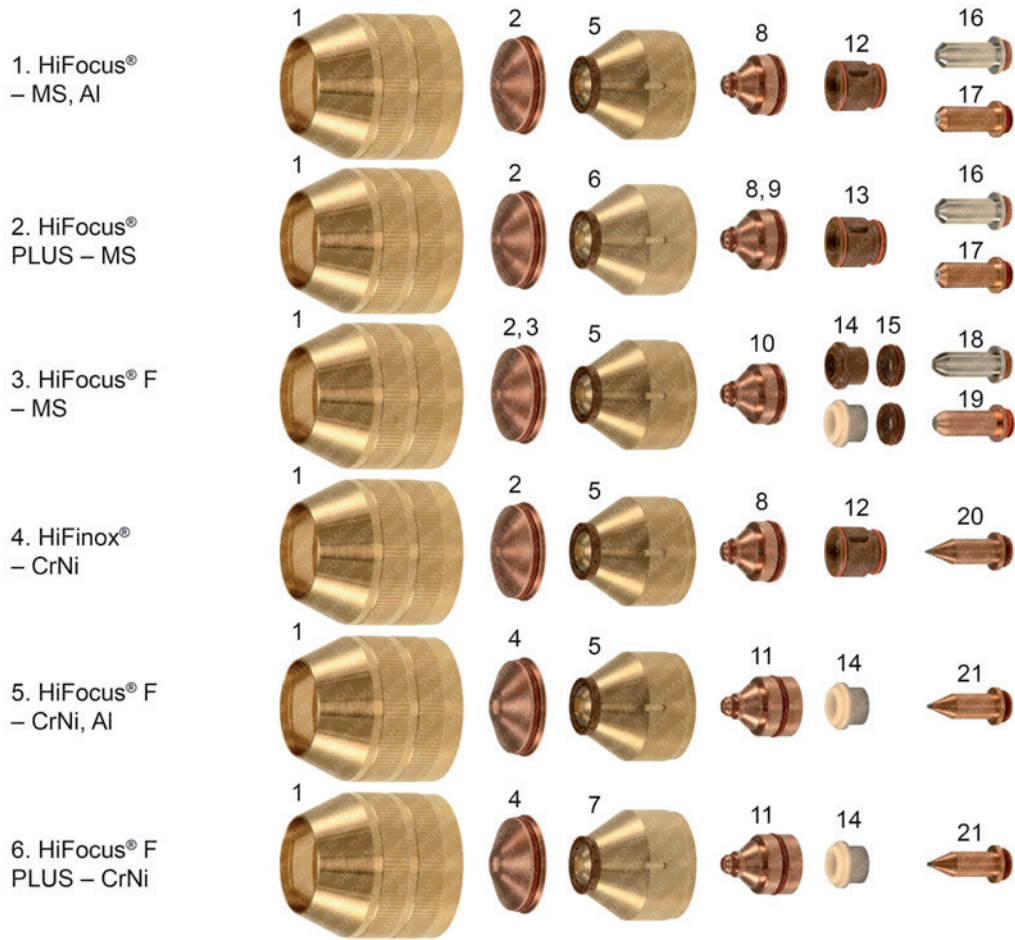 1 2 5 8 12 16
1. HiFocus®
– MS, Al
17
1 2 6 8, 9 13 16
2. HiFocus®
PLUS – MS
17
1 2, 3 5 10 14 15 18
3. HiFocus® F
– MS
19
1 2 5 8 12 20
4. HiFinox®
– CrNi
1 4 5 11 14 21
5. HiFocus® F
– CrNi, Al
1 4 7 11 14 21
6. HiFocus® F
PLUS – CrNi